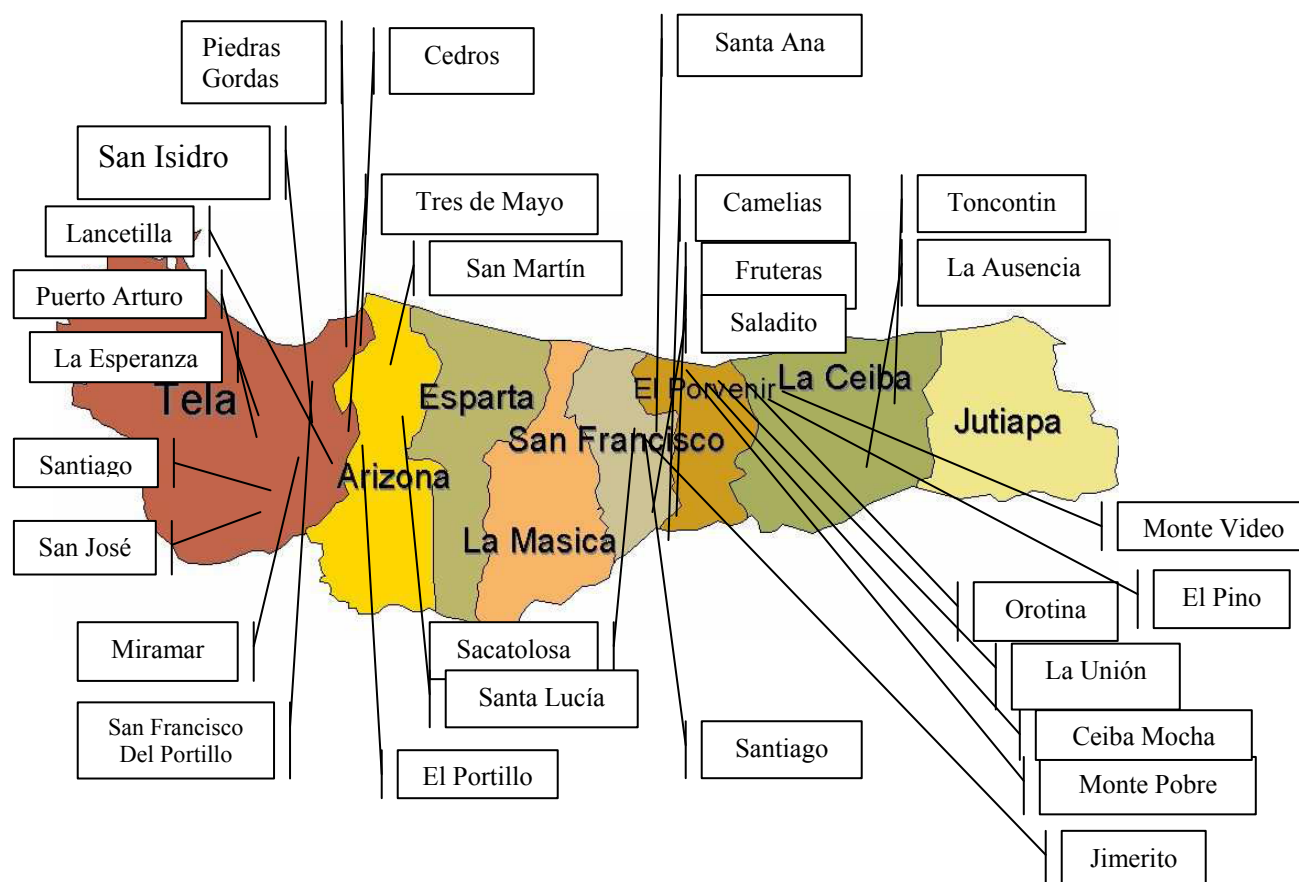 Piedras
Gordas
Cedros
Santa Ana
San Isidro
Tres de Mayo
Camelias
Toncontin
Lancetilla
San Martín
Fruteras
La Ausencia
Puerto Arturo
Saladito
La Esperanza
Tela
Esparta
El Porvenir
La Ceiba
Jutiapa
San Francisco
Santiago
Arizona
San José
La Masica
Monte Video
Orotina
El Pino
Miramar
Sacatolosa
La Unión
Santa Lucía
San Francisco
Del Portillo
El Portillo
Santiago
Ceiba Mocha
Monte Pobre
Jimerito